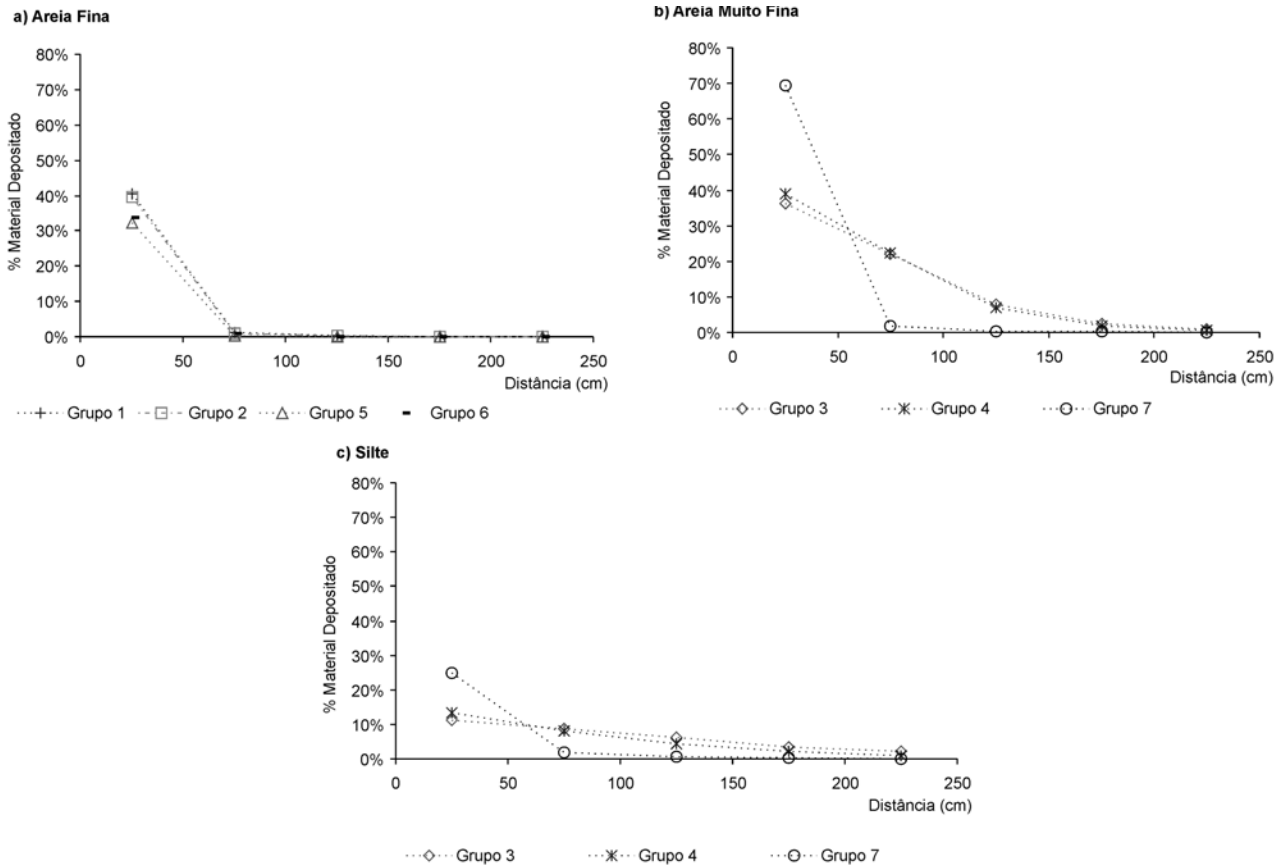 a) Areia Fina
80%
70%
60%
50%
40%
30%
20%
10%
0%
% Material Depositado
0 50 100 150 200 250
Distância (cm)
Grupo 1 Grupo 2 Grupo 5 Grupo 6
b) Areia Muito Fina
80%
70%
60%
50%
40%
30%
20%
10%
0%
% Material Depositado
0 50 100 150 200 250
Distância (cm)
Grupo 3 Grupo 4 Grupo 7
c) Silte
80%
70%
60%
50%
40%
30%
20%
10%
0%
% Material Depositado
0 50 100 150 200 250
Distância (cm)
Grupo 3 Grupo 4 Grupo 7